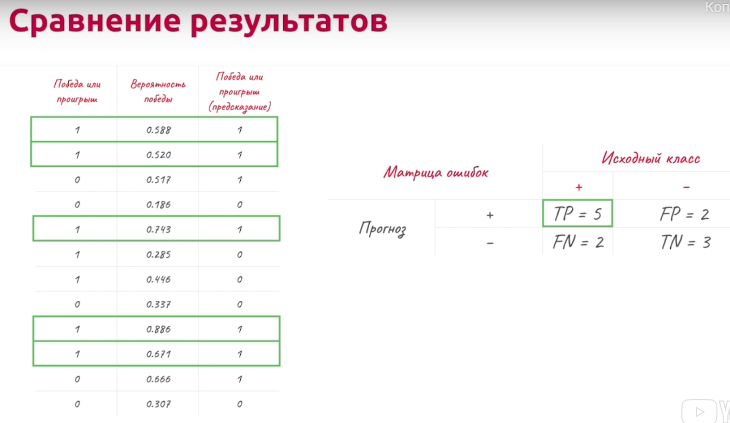 Коп
Сравнение результатов
Победа или проигрыш
Вероятность победы
Победа или проигрыш (предсказание)
1 0.588 1
1 0.520 1
0 0.517 1
0 0.186 0
1 0.743 1
1 0.285 0
1 0.446 0
0 0.337 0
1 0.886 1
1 0.671 1
0 0.666 1
0 0.307 0
Матрица ошибок
Исходный класс
+ –
Прогноз
+ TP = 5 FP = 2
– FN = 2 TN = 3